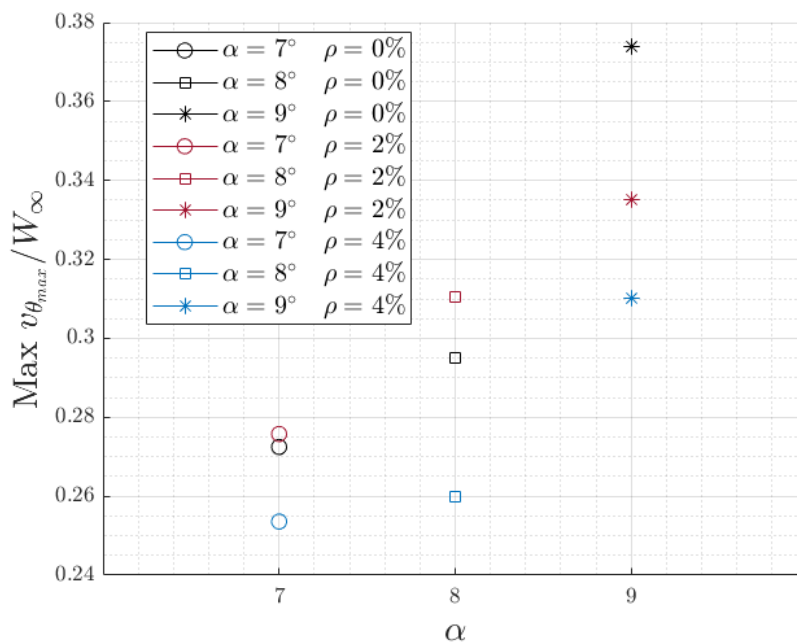 0.38
0.36
0.34
0.32
0.3
0.28
0.26
0.24
Max v_{θ_{max}}/W_∞
α = 7° ρ = 0%
α = 8° ρ = 0%
α = 9° ρ = 0%
α = 7° ρ = 2%
α = 8° ρ = 2%
α = 9° ρ = 2%
α = 7° ρ = 4%
α = 8° ρ = 4%
α = 9° ρ = 4%
7 8 9
α